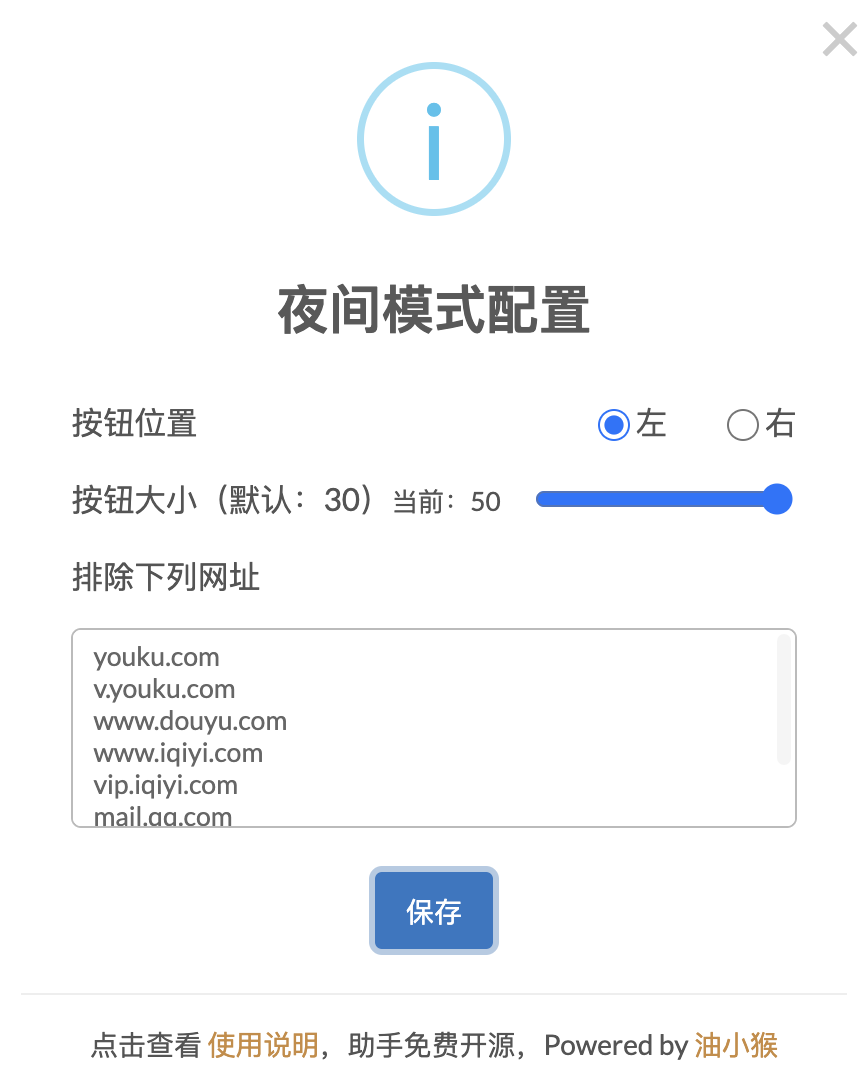 夜间模式配置
按钮位置 左 右
按钮大小（默认：30）当前：50
排除下列网址
youku.com
v.youku.com
www.douyu.com
www.iqiyi.com
vip.iqiyi.com
mail.qq.com
保存
点击查看 使用说明，助手免费开源，Powered by 油小猴